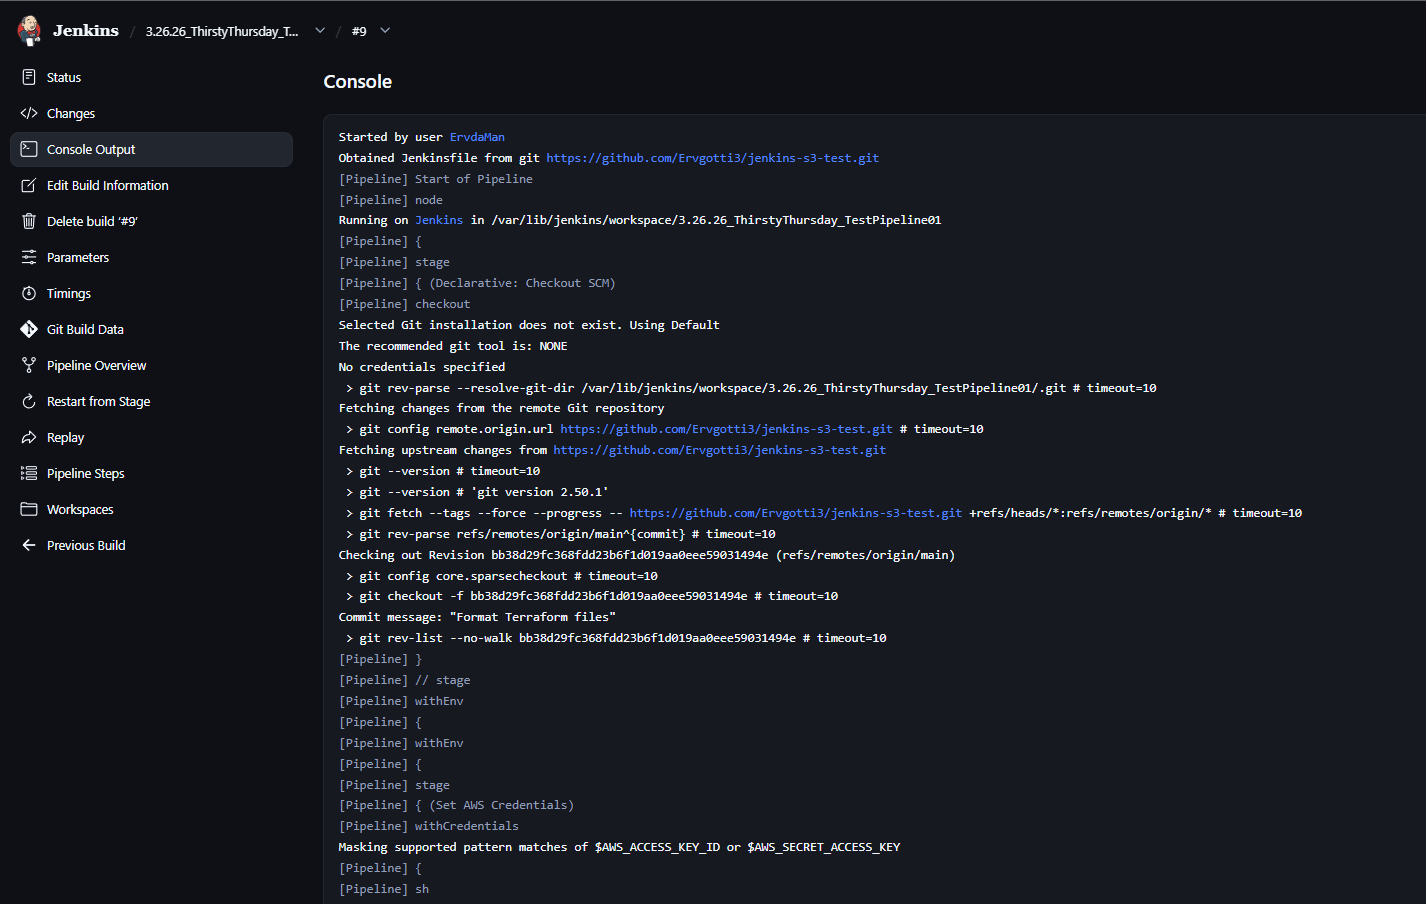 Jenkins / 3.26.26_ThirstyThursday_T... / #9
Status
Changes
Console Output
Edit Build Information
Delete build '#9'
Parameters
Timings
Git Build Data
Pipeline Overview
Restart from Stage
Replay
Pipeline Steps
Workspaces
Previous Build
Console
Started by user ErvdaMan
Obtained Jenkinsfile from git https://github.com/Ervgotti3/jenkins-s3-test.git
[Pipeline] Start of Pipeline
[Pipeline] node
Running on Jenkins in /var/lib/jenkins/workspace/3.26.26_ThirstyThursday_TestPipeline01
[Pipeline] {
[Pipeline] stage
[Pipeline] { (Declarative: Checkout SCM)
[Pipeline] checkout
Selected Git installation does not exist. Using Default
The recommended git tool is: NONE
No credentials specified
> git rev-parse --resolve-git-dir /var/lib/jenkins/workspace/3.26.26_ThirstyThursday_TestPipeline01/.git # timeout=10
Fetching changes from the remote Git repository
> git config remote.origin.url https://github.com/Ervgotti3/jenkins-s3-test.git # timeout=10
Fetching upstream changes from https://github.com/Ervgotti3/jenkins-s3-test.git
> git --version # timeout=10
> git --version # 'git version 2.50.1'
> git fetch --tags --force --progress -- https://github.com/Ervgotti3/jenkins-s3-test.git +refs/heads/*:refs/remotes/origin/* # timeout=10
> git rev-parse refs/remotes/origin/main^{commit} # timeout=10
Checking out Revision bb38d29fc368fdd23b6f1d019aa0eee59031494e (refs/remotes/origin/main)
> git config core.sparsecheckout # timeout=10
> git checkout -f bb38d29fc368fdd23b6f1d019aa0eee59031494e # timeout=10
Commit message: "Format Terraform files"
> git rev-list --no-walk bb38d29fc368fdd23b6f1d019aa0eee59031494e # timeout=10
[Pipeline] }
[Pipeline] // stage
[Pipeline] withEnv
[Pipeline] {
[Pipeline] withEnv
[Pipeline] {
[Pipeline] stage
[Pipeline] { (Set AWS Credentials)
[Pipeline] withCredentials
Masking supported pattern matches of $AWS_ACCESS_KEY_ID or $AWS_SECRET_ACCESS_KEY
[Pipeline] {
[Pipeline] sh